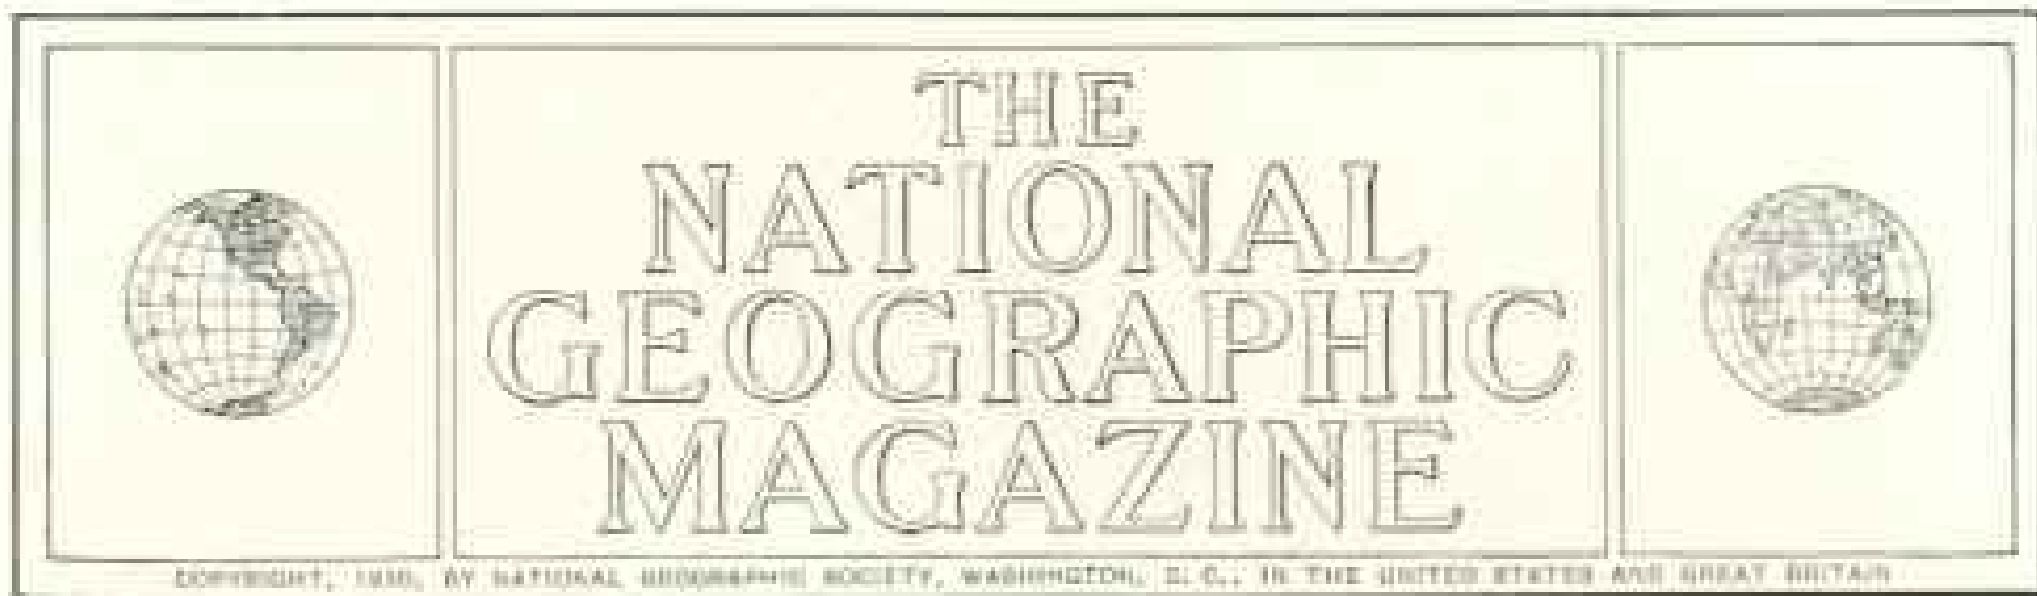 THE
NATIONAL
GEOGRAPHIC
MAGAZINE
COPYRIGHT, BY NATIONAL GEOGRAPHIC SOCIETY, WASHINGTON, D. C., IN THE UNITED STATES AND GREAT BRITAIN